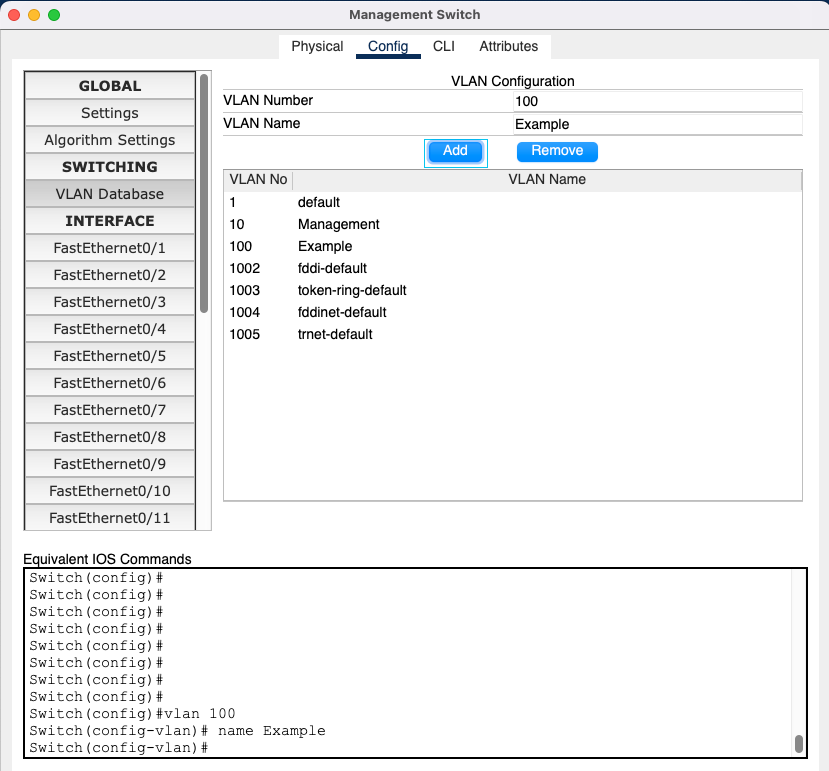 Management Switch
Physical Config CLI Attributes
GLOBAL
Settings
Algorithm Settings
SWITCHING
VLAN Database
INTERFACE
FastEthernet0/1
FastEthernet0/2
FastEthernet0/3
FastEthernet0/4
FastEthernet0/5
FastEthernet0/6
FastEthernet0/7
FastEthernet0/8
FastEthernet0/9
FastEthernet0/10
FastEthernet0/11
VLAN Configuration
VLAN Number 100
VLAN Name Example
Add Remove
VLAN No VLAN Name
1 default
10 Management
100 Example
1002 fddi-default
1003 token-ring-default
1004 fddinet-default
1005 trnet-default
Equivalent IOS Commands
Switch(config)#
Switch(config)#
Switch(config)#
Switch(config)#
Switch(config)#
Switch(config)#
Switch(config)#
Switch(config)#
Switch(config)#vlan 100
Switch(config-vlan)# name Example
Switch(config-vlan)#